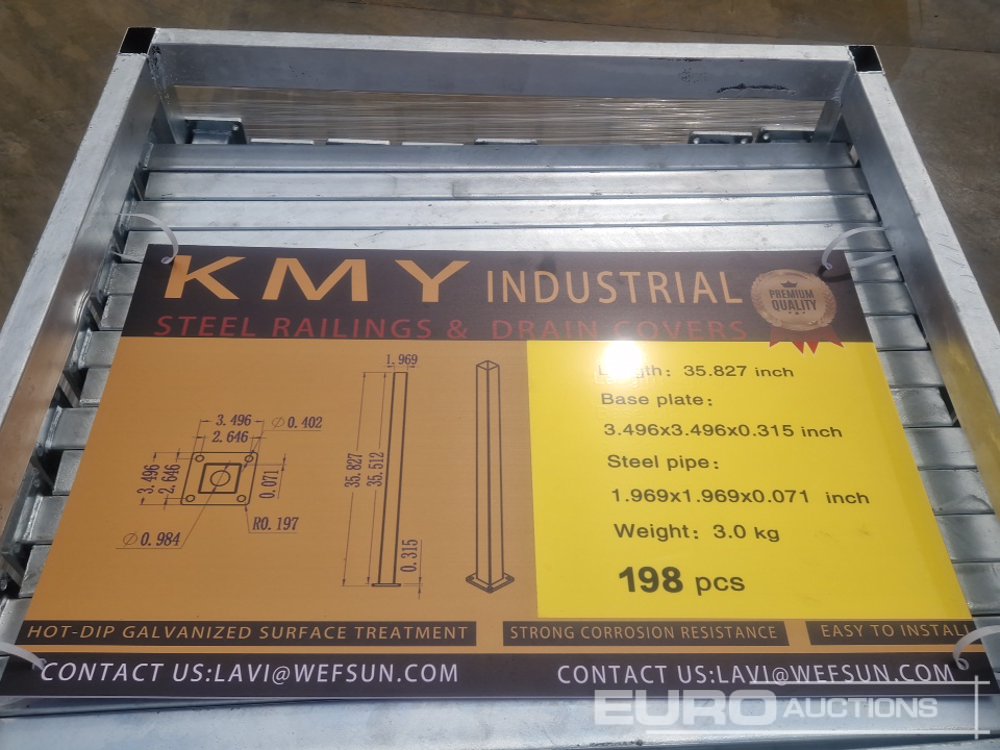 KMY INDUSTRIAL
STEEL RAILINGS & DRAIN COVERS
PREMIUM
QUALITY
1.969
3.496
2.646
∅0.402
3.496
2.646
0.071
R0.197
∅0.984
35.827
35.512
0.315
Length: 35.827 inch
Base plate:
3.496x3.496x0.315 inch
Steel pipe:
1.969x1.969x0.071 inch
Weight: 3.0 kg
198 pcs
HOT-DIP GALVANIZED SURFACE TREATMENT
STRONG CORROSION RESISTANCE
EASY TO INSTALL
CONTACT US:LAVI@WEFSUN.COM
CONTACT US:LAVI@WEFSUN.COM
EURO AUCTIONS